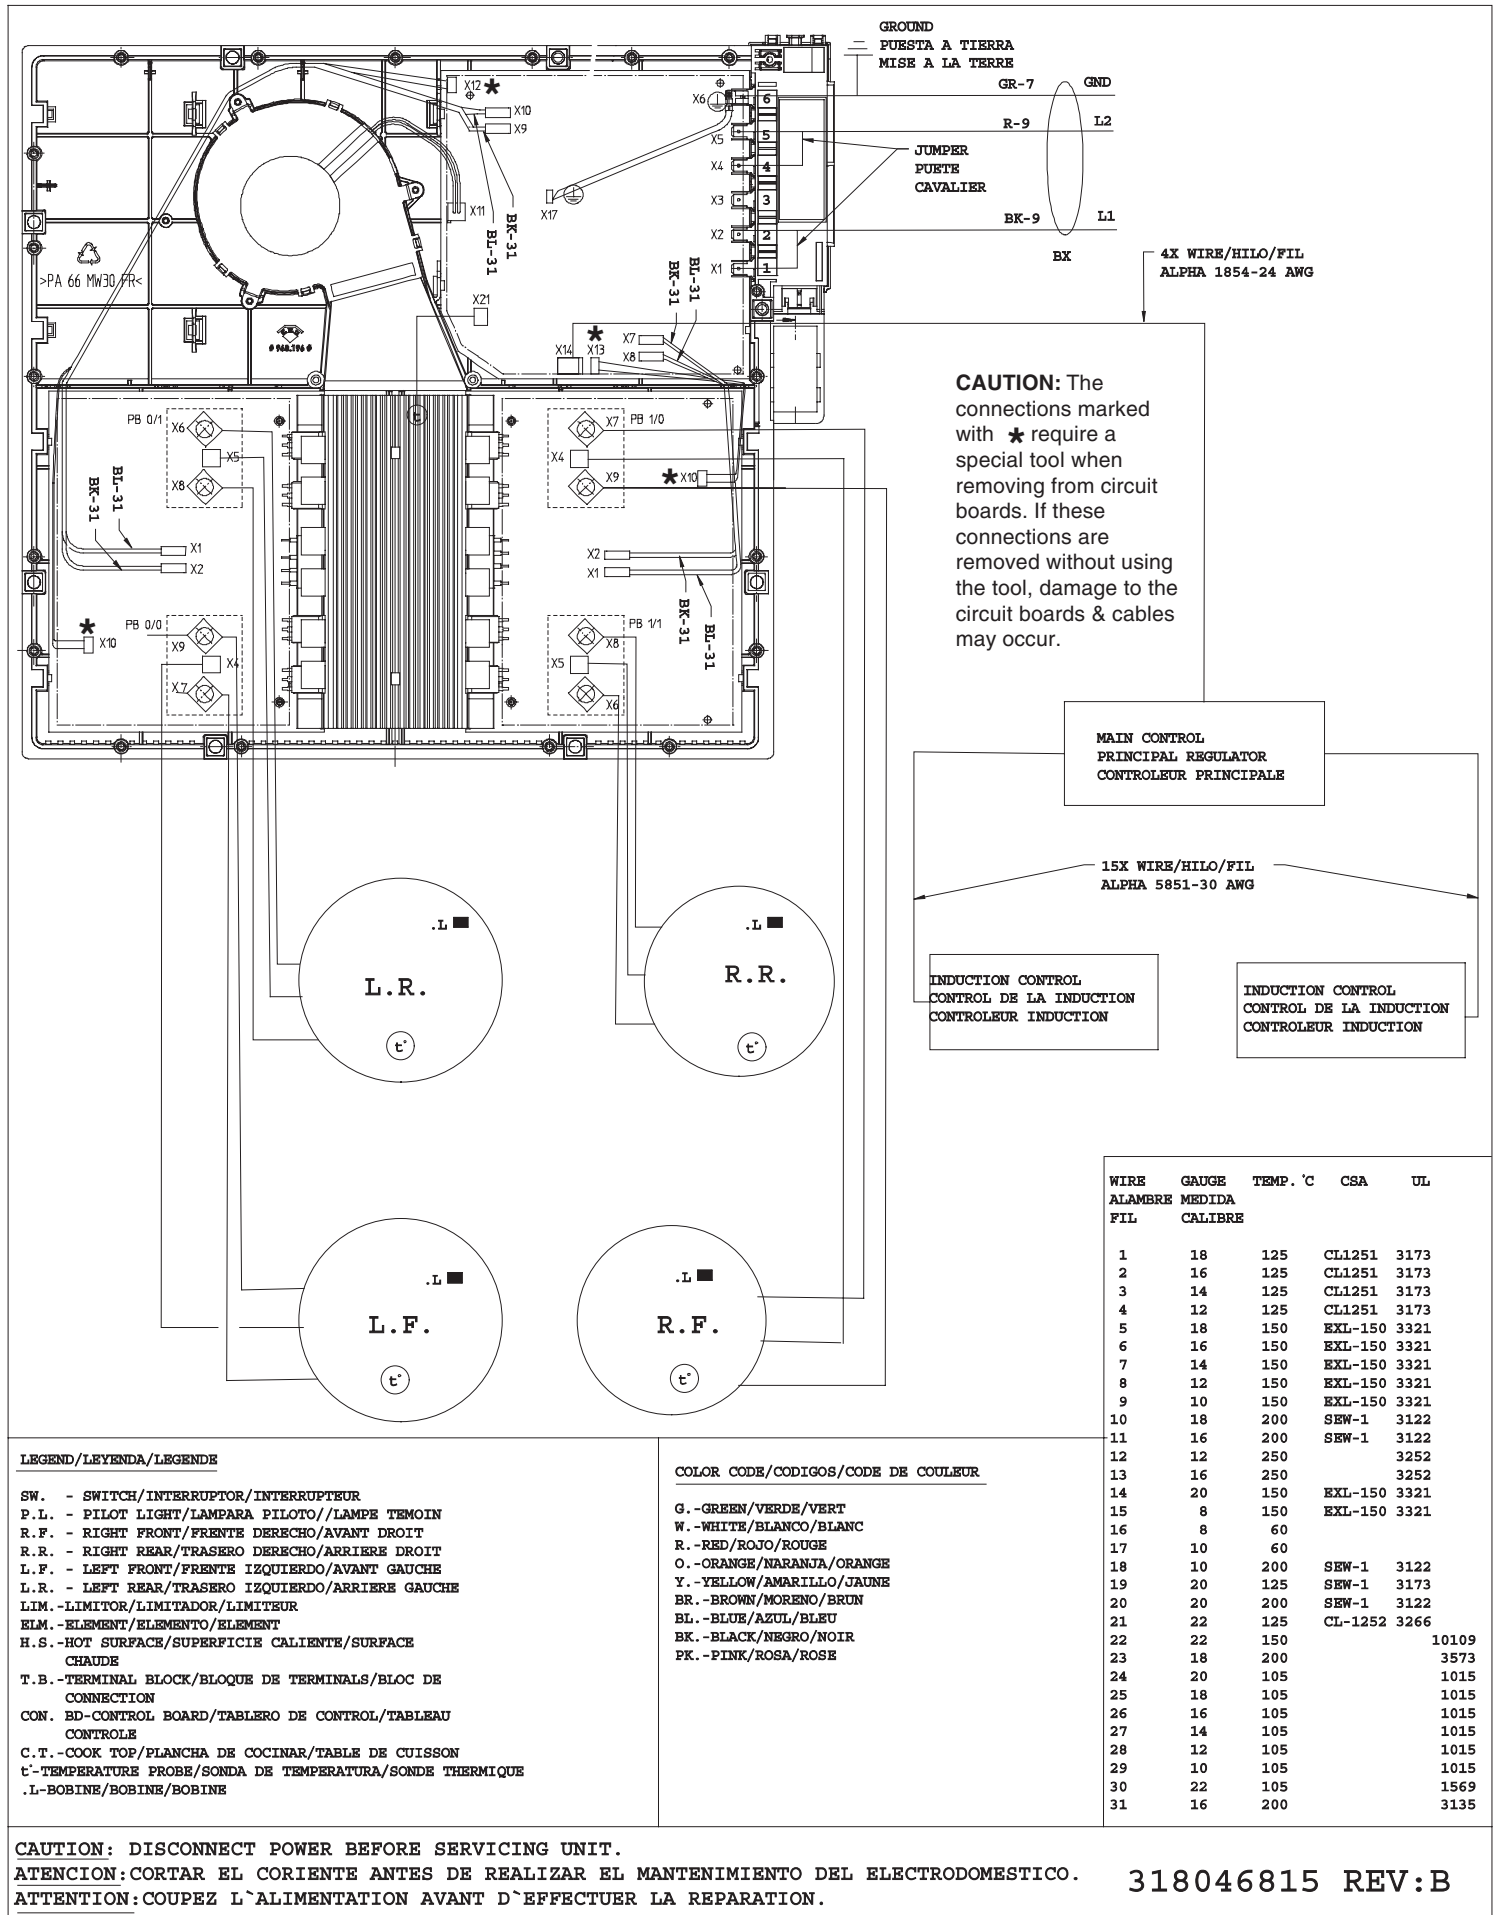 GROUND
PUESTA A TIERRA
MISE A LA TERRE
GR-7 GND
R-9 L2
JUMPER
PUETE
CAVALIER
BK-9 L1
BX
4X WIRE/HILO/FIL
ALPHA 1854-24 AWG
X12 *
X10
X9
X11
BK-31
BL-31
X17
X6 6
X5 5
X4 4
X3 3
X2 2
X1 1
>PA 66 MW30 FR<
X21
BL-31
BK-31
*
X14 X13
X7
X8
t
PB 0/1 X6
X5
X8
BL-31
BK-31
X1
X2
*
X10
PB 0/0
X9
X4
X7
X7 PB 1/0
X4
X9
* X10
X2
X1
BK-31
BL-31
PB 1/1
X8
X5
X6
CAUTION: The
connections marked
with * require a
special tool when
removing from circuit
boards. If these
connections are
removed without using
the tool, damage to the
circuit boards & cables
may occur.
MAIN CONTROL
PRINCIPAL REGULATOR
CONTROLEUR PRINCIPALE
15X WIRE/HILO/FIL
ALPHA 5851-30 AWG
INDUCTION CONTROL
CONTROL DE LA INDUCTION
CONTROLEUR INDUCTION
INDUCTION CONTROL
CONTROL DE LA INDUCTION
CONTROLEUR INDUCTION
.L
L.R.
t°
.L
R.R.
t°
.L
L.F.
t°
.L
R.F.
t°
WIRE GAUGE TEMP.°C CSA UL
ALAMBRE MEDIDA
FIL CALIBRE
1 18 125 CL1251 3173
2 16 125 CL1251 3173
3 14 125 CL1251 3173
4 12 125 CL1251 3173
5 18 150 EXL-150 3321
6 16 150 EXL-150 3321
7 14 150 EXL-150 3321
8 12 150 EXL-150 3321
9 10 150 EXL-150 3321
10 18 200 SEW-1 3122
11 16 200 SEW-1 3122
12 12 250 3252
13 16 250 3252
14 20 150 EXL-150 3321
15 8 150 EXL-150 3321
16 8 60
17 10 60
18 10 200 SEW-1 3122
19 20 125 SEW-1 3173
20 20 200 SEW-1 3122
21 22 125 CL-1252 3266
22 22 150 10109
23 18 200 3573
24 20 105 1015
25 18 105 1015
26 16 105 1015
27 14 105 1015
28 12 105 1015
29 10 105 1015
30 22 105 1569
31 16 200 3135
LEGEND/LEYENDA/LEGENDE
SW. - SWITCH/INTERRUPTOR/INTERRUPTEUR
P.L. - PILOT LIGHT/LAMPARA PILOTO//LAMPE TEMOIN
R.F. - RIGHT FRONT/FRENTE DERECHO/AVANT DROIT
R.R. - RIGHT REAR/TRASERO DERECHO/ARRIERE DROIT
L.F. - LEFT FRONT/FRENTE IZQUIERDO/AVANT GAUCHE
L.R. - LEFT REAR/TRASERO IZQUIERDO/ARRIERE GAUCHE
LIM.-LIMITOR/LIMITADOR/LIMITEUR
ELM.-ELEMENT/ELEMENTO/ELEMENT
H.S.-HOT SURFACE/SUPERFICIE CALIENTE/SURFACE
CHAUDE
T.B.-TERMINAL BLOCK/BLOQUE DE TERMINALS/BLOC DE
CONNECTION
CON. BD-CONTROL BOARD/TABLERO DE CONTROL/TABLEAU
CONTROLE
C.T.-COOK TOP/PLANCHA DE COCINAR/TABLE DE CUISSON
t°-TEMPERATURE PROBE/SONDA DE TEMPERATURA/SONDE THERMIQUE
.L-BOBINE/BOBINE/BOBINE
COLOR CODE/CODIGOS/CODE DE COULEUR
G.-GREEN/VERDE/VERT
W.-WHITE/BLANCO/BLANC
R.-RED/ROJO/ROUGE
O.-ORANGE/NARANJA/ORANGE
Y.-YELLOW/AMARILLO/JAUNE
BR.-BROWN/MORENO/BRUN
BL.-BLUE/AZUL/BLEU
BK.-BLACK/NEGRO/NOIR
PK.-PINK/ROSA/ROSE
CAUTION: DISCONNECT POWER BEFORE SERVICING UNIT.
ATENCION:CORTAR EL CORIENTE ANTES DE REALIZAR EL MANTENIMIENTO DEL ELECTRODOMESTICO.
ATTENTION:COUPEZ L`ALIMENTATION AVANT D`EFFECTUER LA REPARATION.
318046815 REV:B